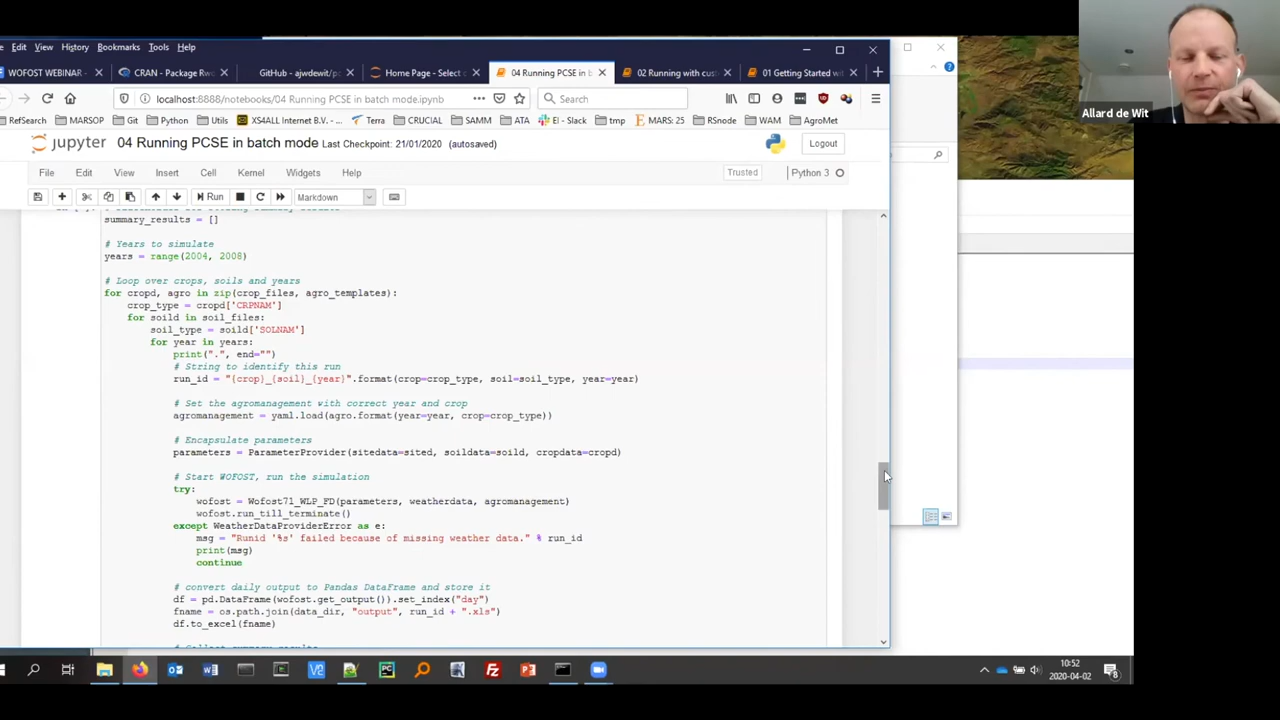 Edit View History Bookmarks Tools Help
WOFOST WEBINAR - CRAN - Package Rw GitHub - ajwdewit/p Home Page - Select 04 Running PCSE in b 02 Running with cust 01 Getting Started wi
localhost:8888/notebooks/04 Running PCSE in batch mode.ipynb Search
RefSearch MARSOP Git Python Utils XS4ALL Internet B.V. - Terra CRUCIAL SAMM ATA El - Slack tmp MARS: 25 RSnode WAM AgroMet
jupyter 04 Running PCSE in batch mode Last Checkpoint: 21/01/2020 (autosaved) Logout
File Edit View Insert Cell Kernel Widgets Help Trusted Python 3
Run Markdown
summary_results = []
# Years to simulate
years = range(2004, 2008)
# Loop over crops, soils and years
for cropd, agro in zip(crop_files, agro_templates):
crop_type = cropd['CRPNAM']
for soild in soil_files:
soil_type = soild['SOLNAM']
for year in years:
print(".", end="")
# String to identify this run
run_id = "{crop}_{soil}_{year}".format(crop=crop_type, soil=soil_type, year=year)
# Set the agromanagement with correct year and crop
agromanagement = yaml.load(agro.format(year=year, crop=crop_type))
# Encapsulate parameters
parameters = ParameterProvider(sitedata=sited, soildata=soild, cropdata=cropd)
# Start WOFOST, run the simulation
try:
wofost = Wofost71_WLP_FD(parameters, weatherdata, agromanagement)
wofost.run_till_terminate()
except WeatherDataProviderError as e:
msg = "Runid '%s' failed because of missing weather data." % run_id
print(msg)
continue
# convert daily output to Pandas DataFrame and store it
df = pd.DataFrame(wofost.get_output()).set_index("day")
fname = os.path.join(data_dir, "output", run_id + ".xls")
df.to_excel(fname)
Allard de Wit
10:52
2020-04-02
8